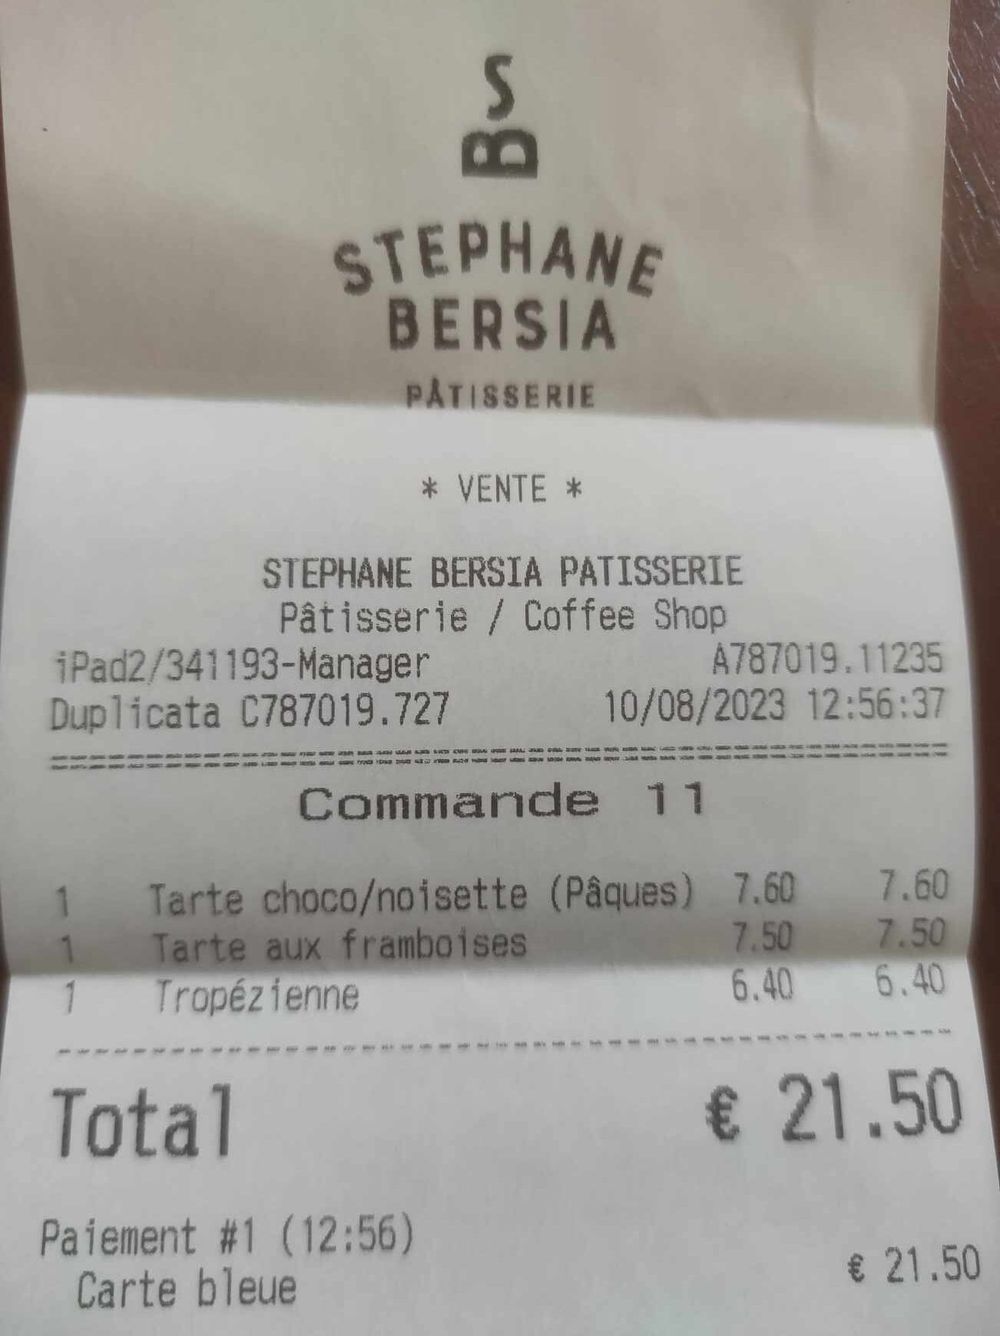 S
B
STEPHANE
BERSIA
PÂTISSERIE
* VENTE *
STEPHANE BERSIA PATISSERIE
Pâtisserie / Coffee Shop
iPad2/341193-Manager A787019.11235
Duplicata C787019.727 10/08/2023 12:56:37
Commande 11
1 Tarte choco/noisette (Pâques) 7.60 7.60
1 Tarte aux framboises 7.50 7.50
1 Tropézienne 6.40 6.40
Total € 21.50
Paiement #1 (12:56)
Carte bleue € 21.50